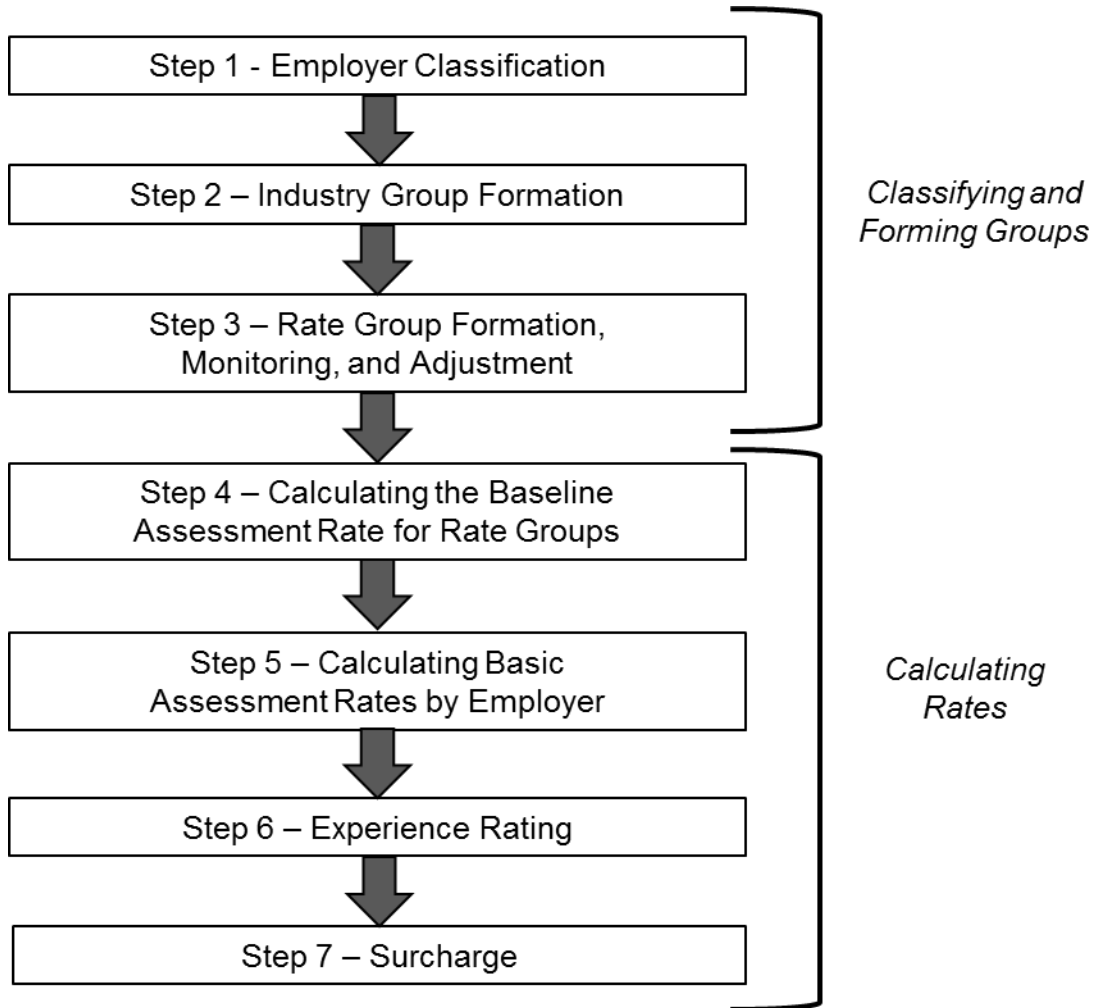 Step 1 - Employer Classification
Step 2 – Industry Group Formation
Step 3 – Rate Group Formation,
Monitoring, and Adjustment
Classifying and
Forming Groups
Step 4 – Calculating the Baseline
Assessment Rate for Rate Groups
Step 5 – Calculating Basic
Assessment Rates by Employer
Step 6 – Experience Rating
Step 7 – Surcharge
Calculating
Rates